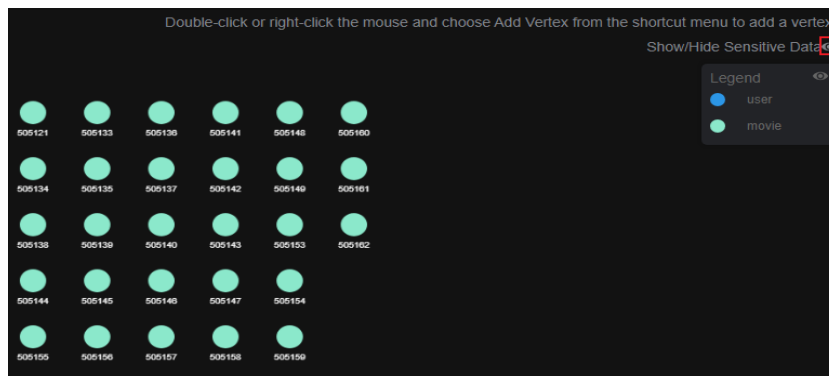 Double-click or right-click the mouse and choose Add Vertex from the shortcut menu to add a vertex
Show/Hide Sensitive Data
Legend
user
movie
505121 505133 505136 505141 505148 505160
505134 505135 505137 505142 505149 505161
505138 505139 505140 505143 505153 505162
505144 505145 505146 505147 505154
505155 505156 505157 505158 505159